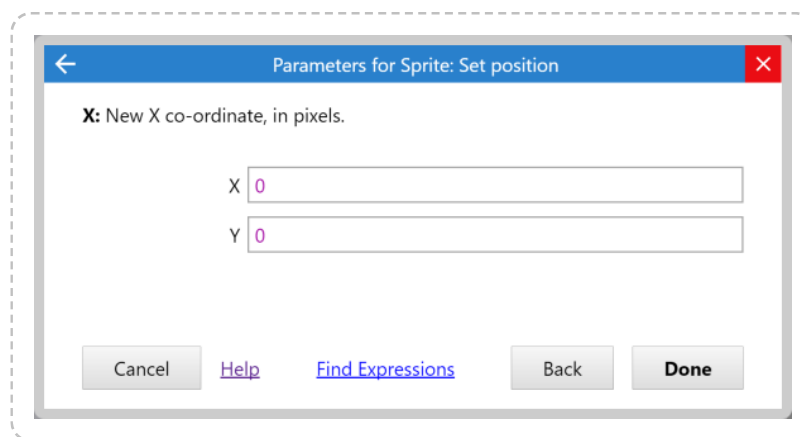 Parameters for Sprite: Set position
X: New X co-ordinate, in pixels.
X 0
Y 0
Cancel Help Find Expressions Back Done